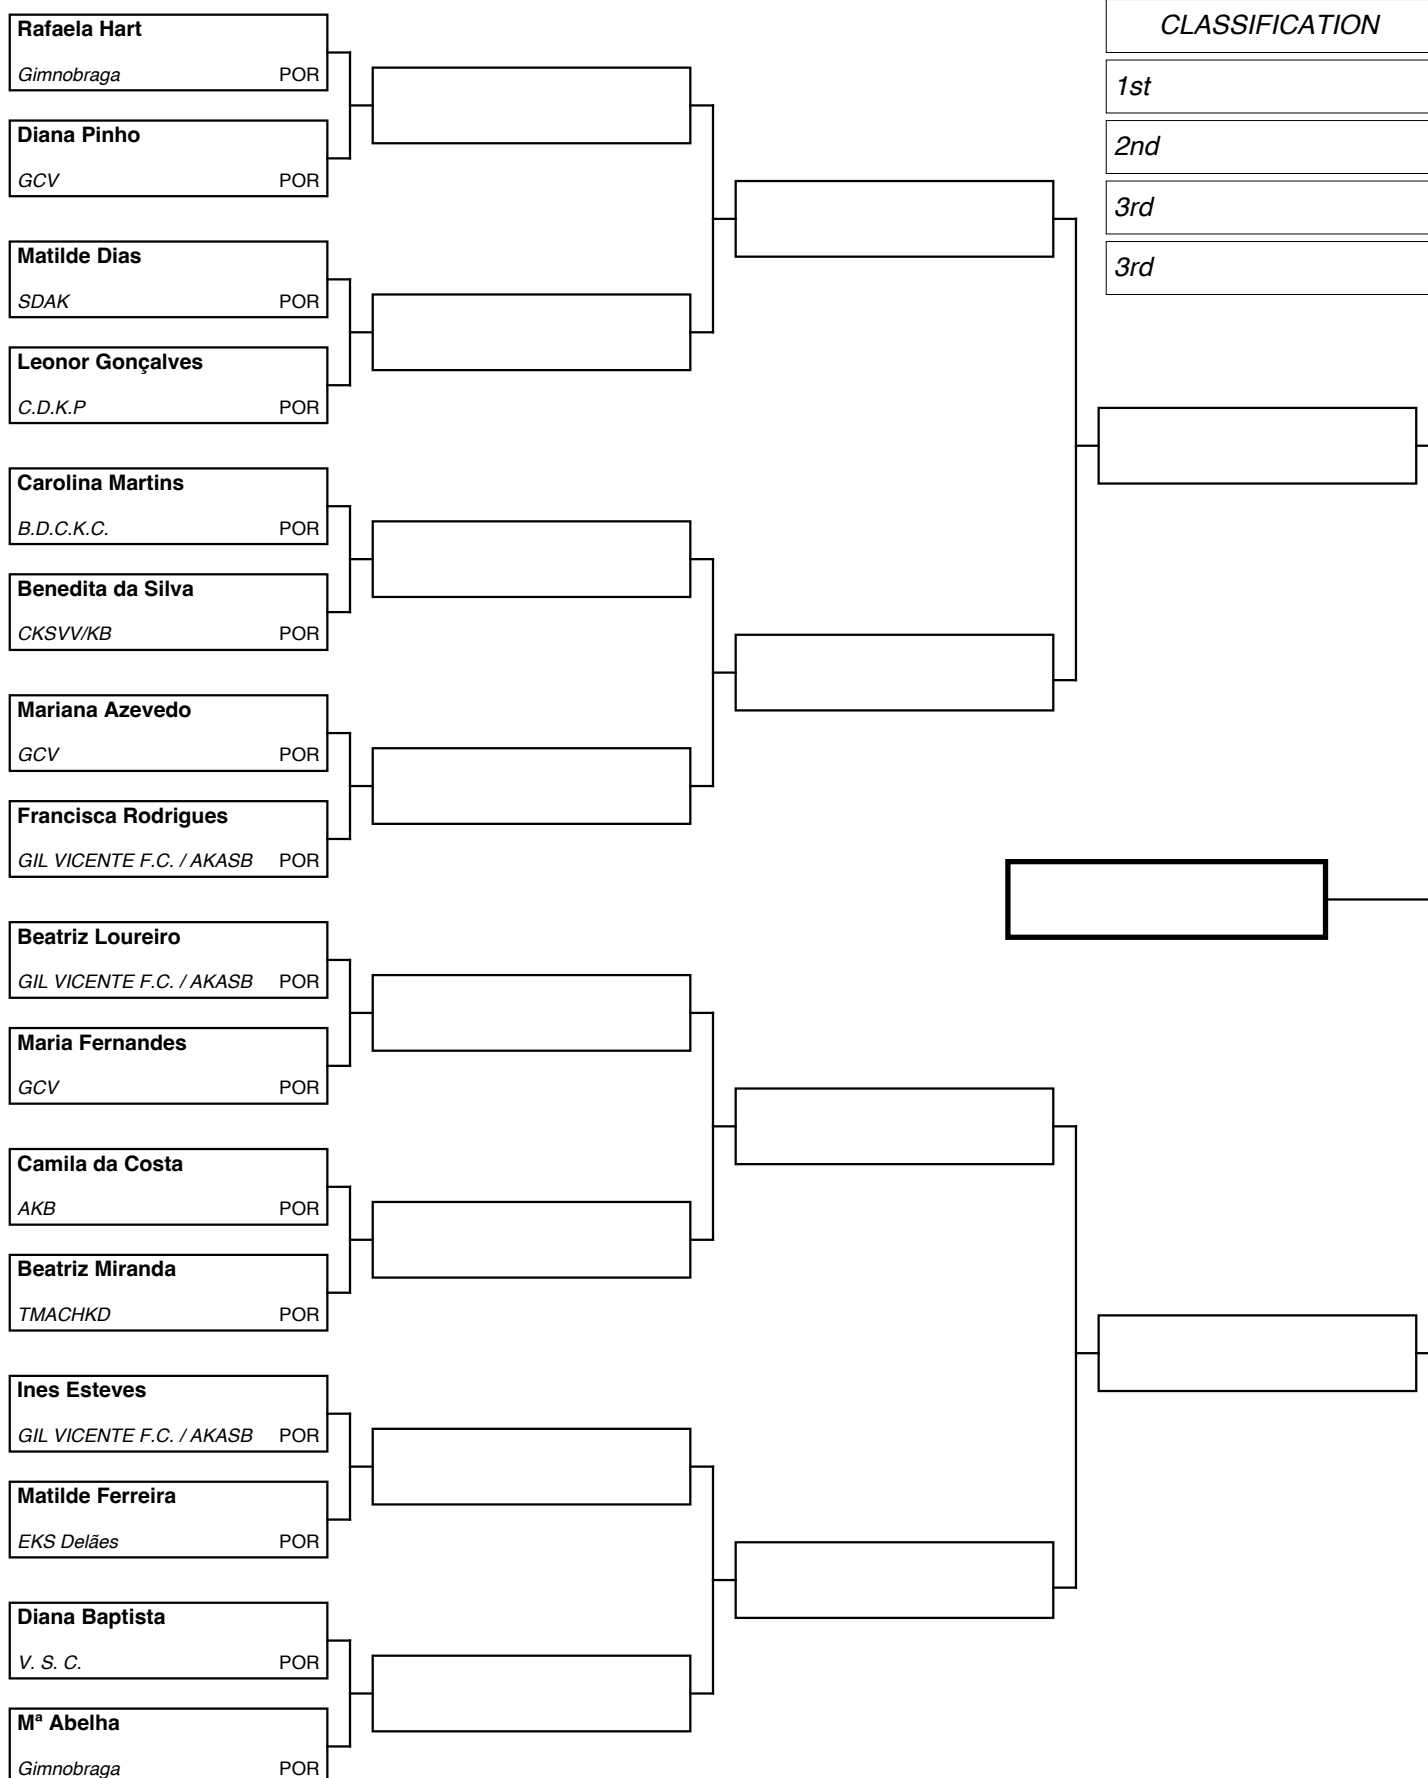 Rafaela Hart
Gimnobraga POR
Diana Pinho
GCV POR
Matilde Dias
SDAK POR
Leonor Gonçalves
C.D.K.P POR
Carolina Martins
B.D.C.K.C. POR
Benedita da Silva
CKSVV/KB POR
Mariana Azevedo
GCV POR
Francisca Rodrigues
GIL VICENTE F.C. / AKASB POR
Beatriz Loureiro
GIL VICENTE F.C. / AKASB POR
Maria Fernandes
GCV POR
Camila da Costa
AKB POR
Beatriz Miranda
TMACHKD POR
Ines Esteves
GIL VICENTE F.C. / AKASB POR
Matilde Ferreira
EKS Delães POR
Diana Baptista
V. S. C. POR
Mª Abelha
Gimnobraga POR
CLASSIFICATION
1st
2nd
3rd
3rd